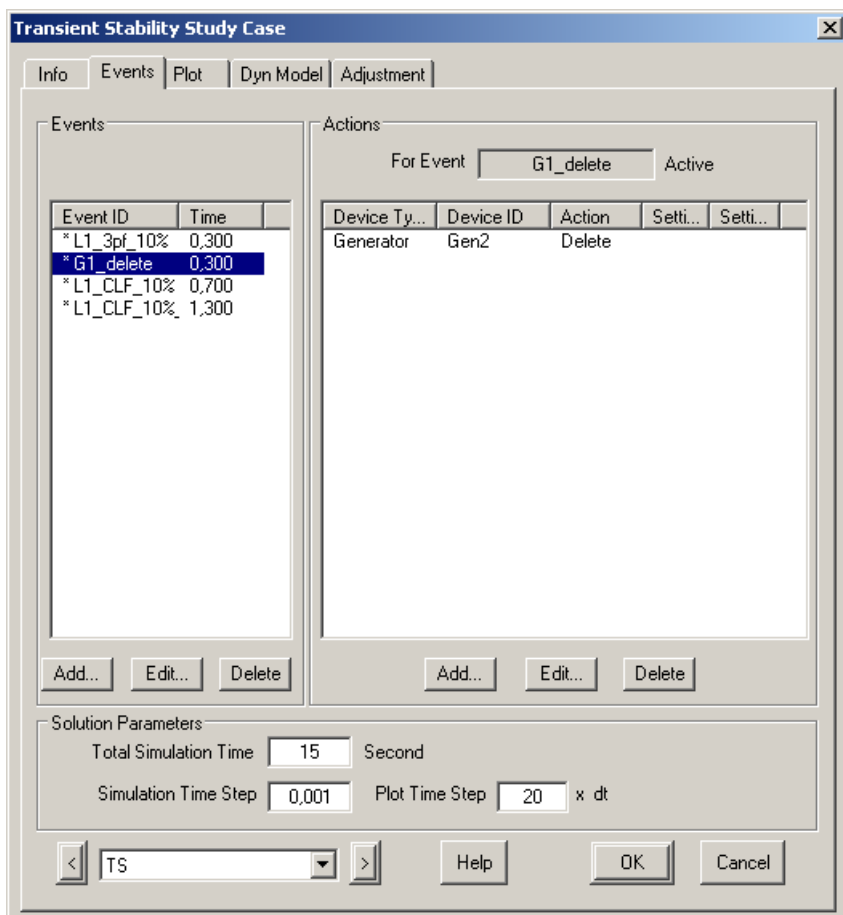 Transient Stability Study Case
Info Events Plot Dyn Model Adjustment
Events
Event ID Time
* L1_3pf_10% 0,300
* G1_delete 0,300
* L1_CLF_10% 0,700
* L1_CLF_10%_ 1,300
Add... Edit... Delete
Actions
For Event G1_delete Active
Device Ty... Device ID Action Setti... Setti...
Generator Gen2 Delete
Add... Edit... Delete
Solution Parameters
Total Simulation Time 15 Second
Simulation Time Step 0,001 Plot Time Step 20 x dt
< TS > Help OK Cancel